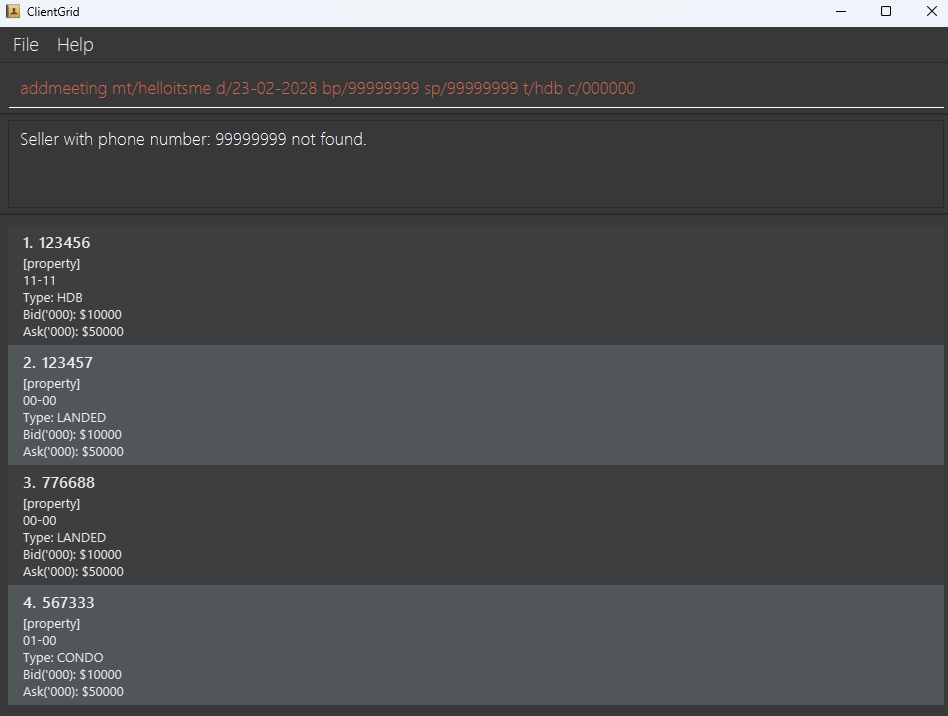 ClientGrid
File Help
addmeeting mt/helloitsme d/23-02-2028 bp/99999999 sp/99999999 t/hdb c/000000
Seller with phone number: 99999999 not found.
1. 123456
[property]
11-11
Type: HDB
Bid('000): $10000
Ask('000): $50000
2. 123457
[property]
00-00
Type: LANDED
Bid('000): $10000
Ask('000): $50000
3. 776688
[property]
00-00
Type: LANDED
Bid('000): $10000
Ask('000): $50000
4. 567333
[property]
01-00
Type: CONDO
Bid('000): $10000
Ask('000): $50000